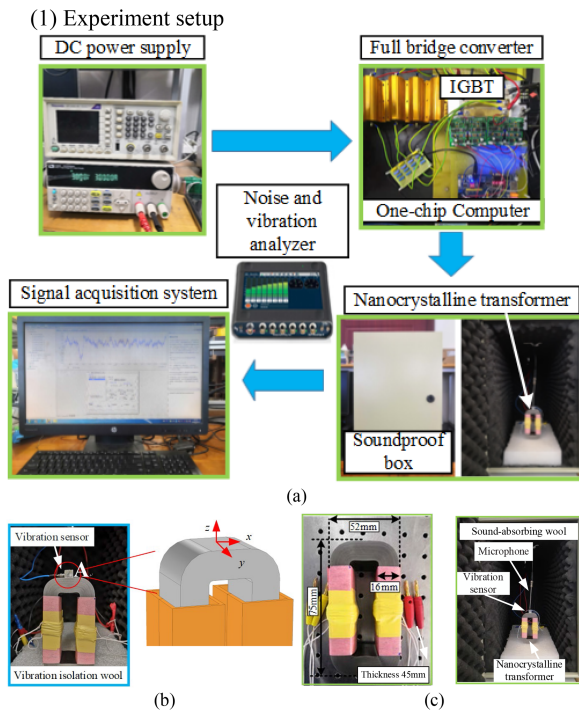 (1) Experiment setup
DC power supply
Full bridge converter
IGBT
One-chip Computer
Noise and
vibration
analyzer
Signal acquisition system
Nanocrystalline transformer
Soundproof
box
(a)
Vibration sensor
A
z
x
y
Vibration isolation wool
(b)
52mm
16mm
75mm
Thickness 45mm
Sound-absorbing wool
Microphone
Vibration
sensor
Nanocrystalline
transformer
(c)